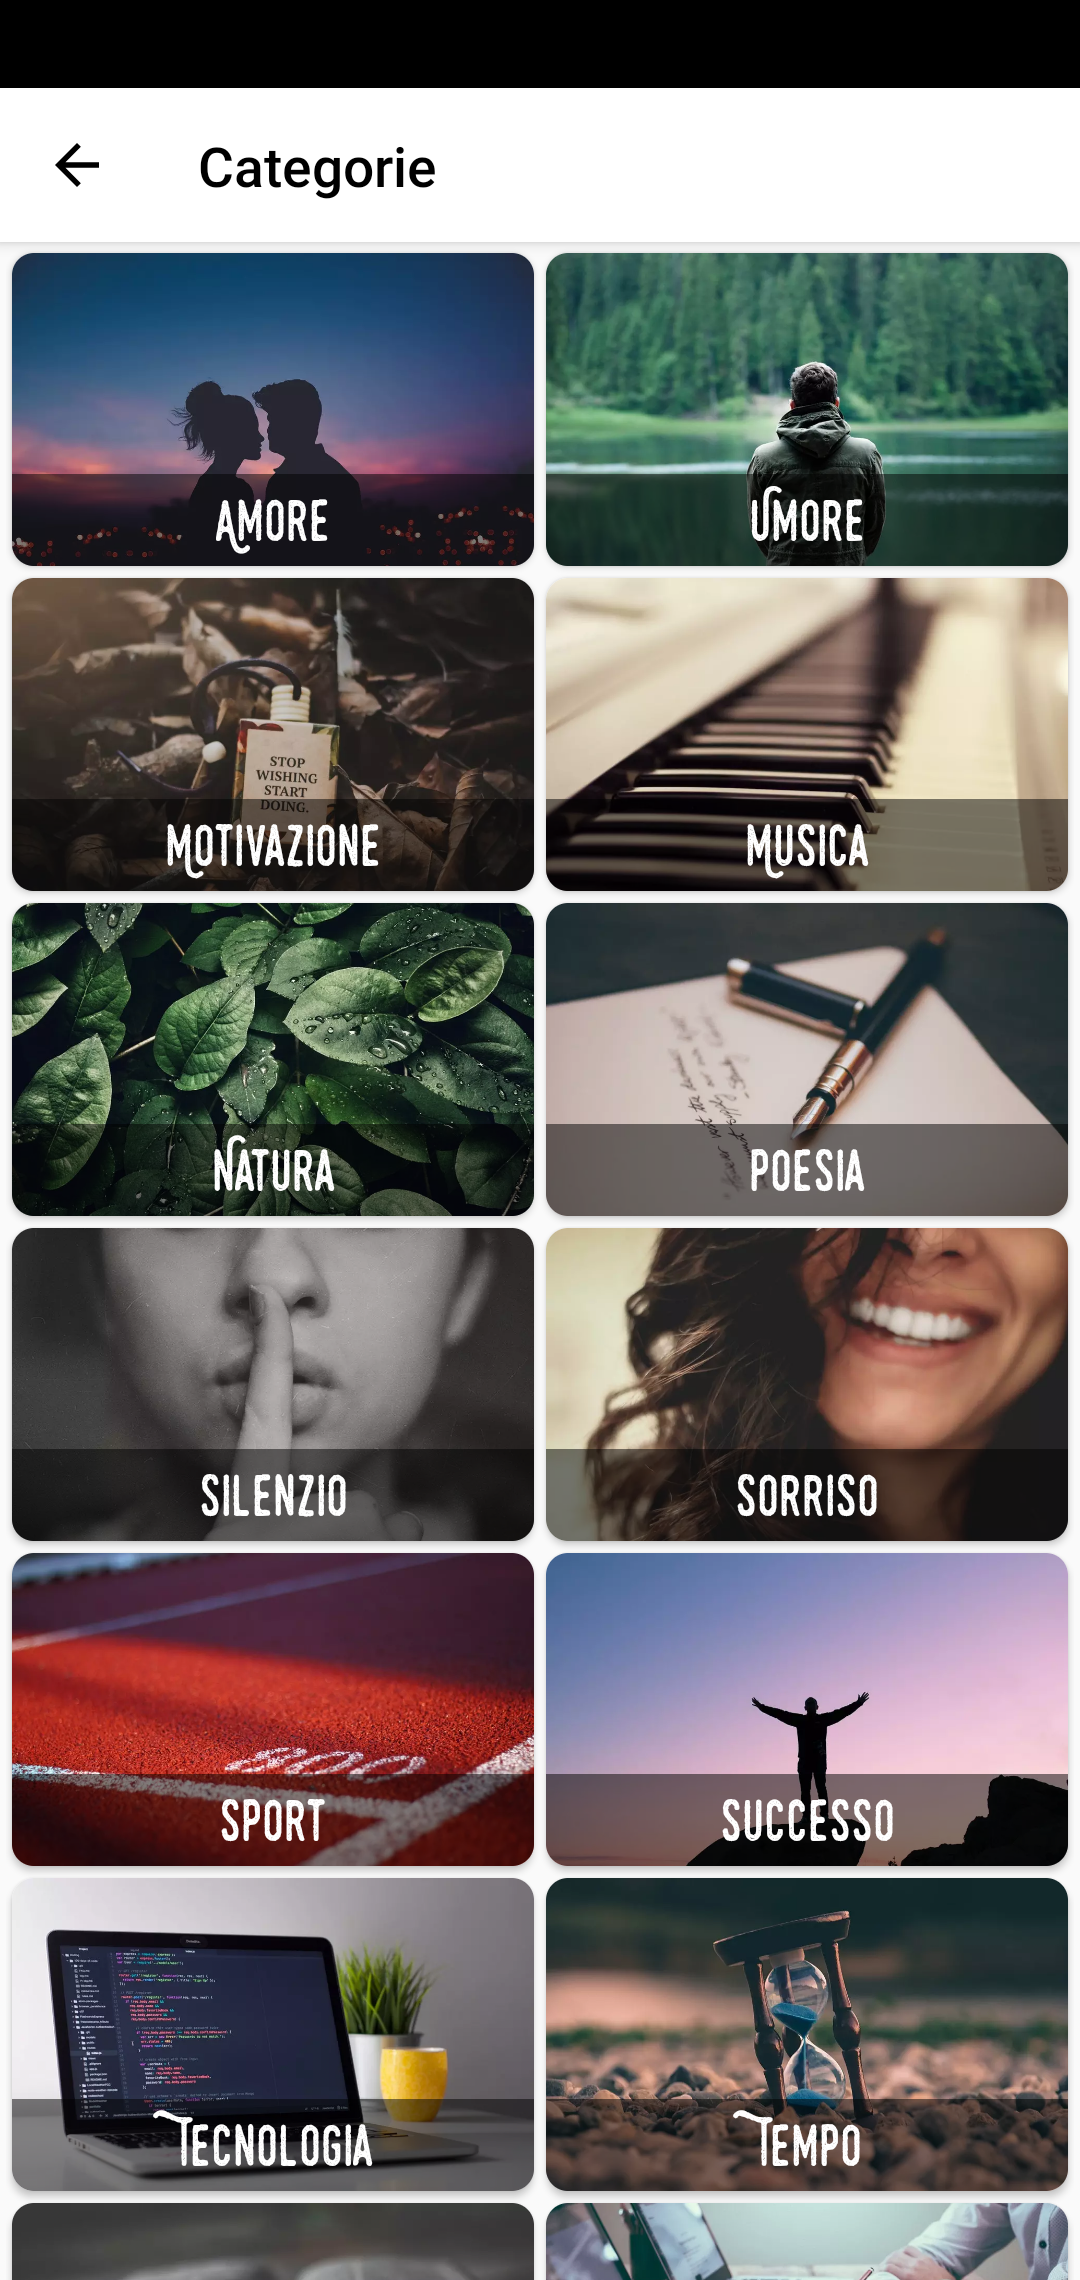 Categorie
AMORE
UMORE
STOP
WISHING
START
DOING.
MOTIVAZIONE
MUSICA
NATURA
POESIA
SILENZIO
SORRISO
800
SPORT
SUCCESSO
TECNOLOGIA
TEMPO